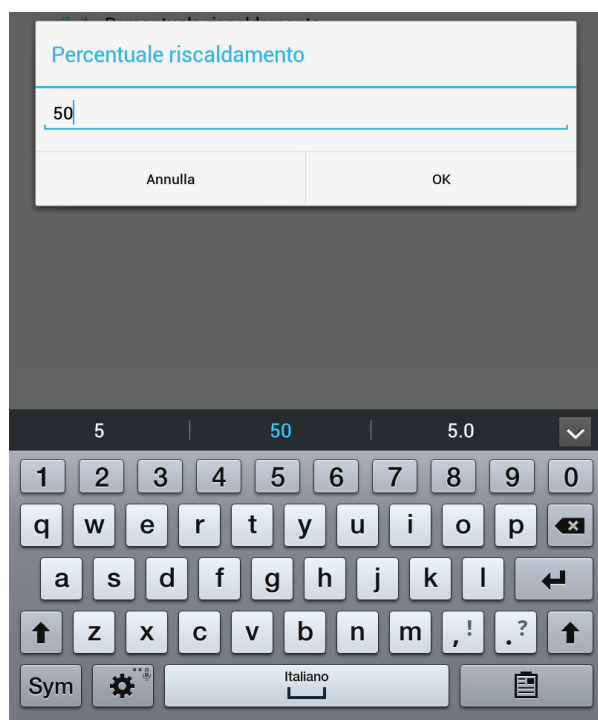 Percentuale riscaldamento
50
Annulla OK
5 50 5.0
1 2 3 4 5 6 7 8 9 0
q w e r t y u i o p
a s d f g h j k l
z x c v b n m ,! .?
Sym Italiano